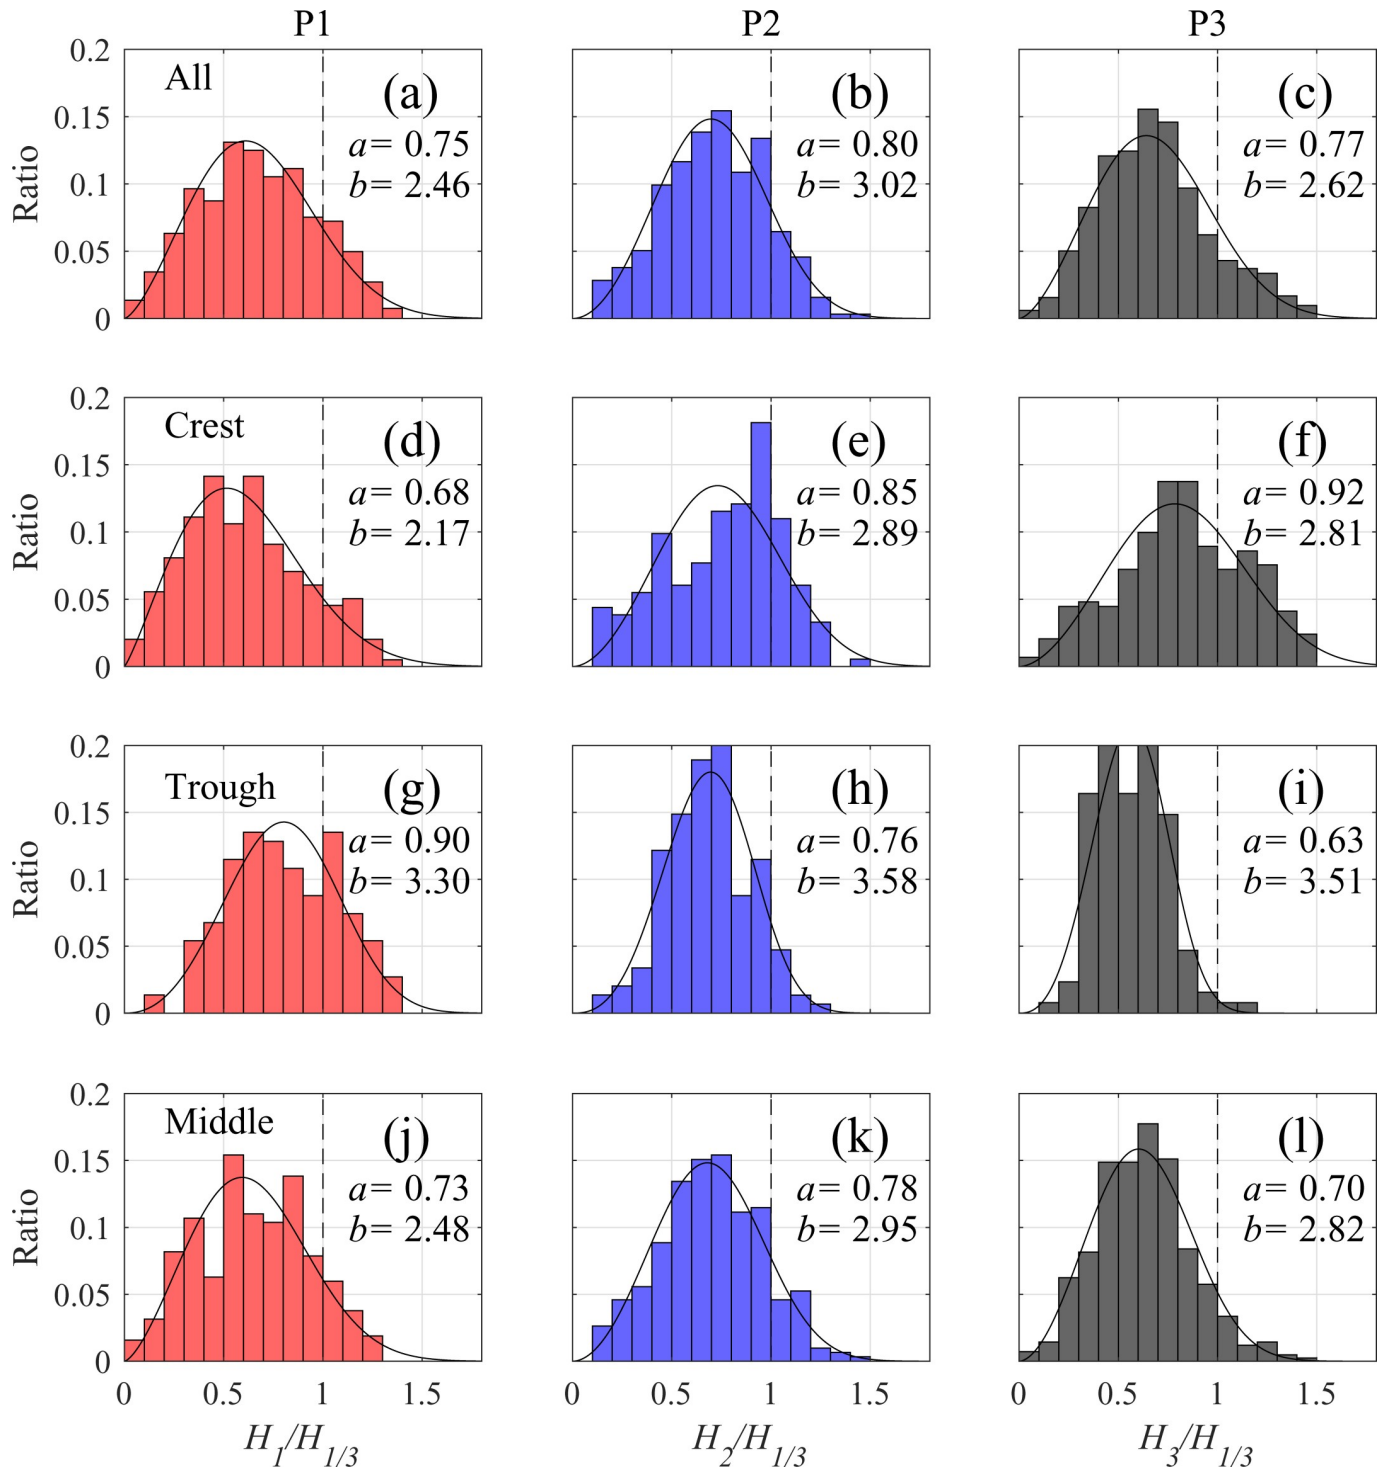 P1 P2 P3
0.2
0.15
0.1
0.05
0
Ratio
All
(a)
a= 0.75
b= 2.46
(b)
a= 0.80
b= 3.02
(c)
a= 0.77
b= 2.62
0.2
0.15
0.1
0.05
0
Ratio
Crest
(d)
a= 0.68
b= 2.17
(e)
a= 0.85
b= 2.89
(f)
a= 0.92
b= 2.81
0.2
0.15
0.1
0.05
0
Ratio
Trough
(g)
a= 0.90
b= 3.30
(h)
a= 0.76
b= 3.58
(i)
a= 0.63
b= 3.51
0.2
0.15
0.1
0.05
0
Ratio
Middle
(j)
a= 0.73
b= 2.48
(k)
a= 0.78
b= 2.95
(l)
a= 0.70
b= 2.82
0 0.5 1 1.5
0 0.5 1 1.5
0 0.5 1 1.5
H1/H1/3
H2/H1/3
H3/H1/3